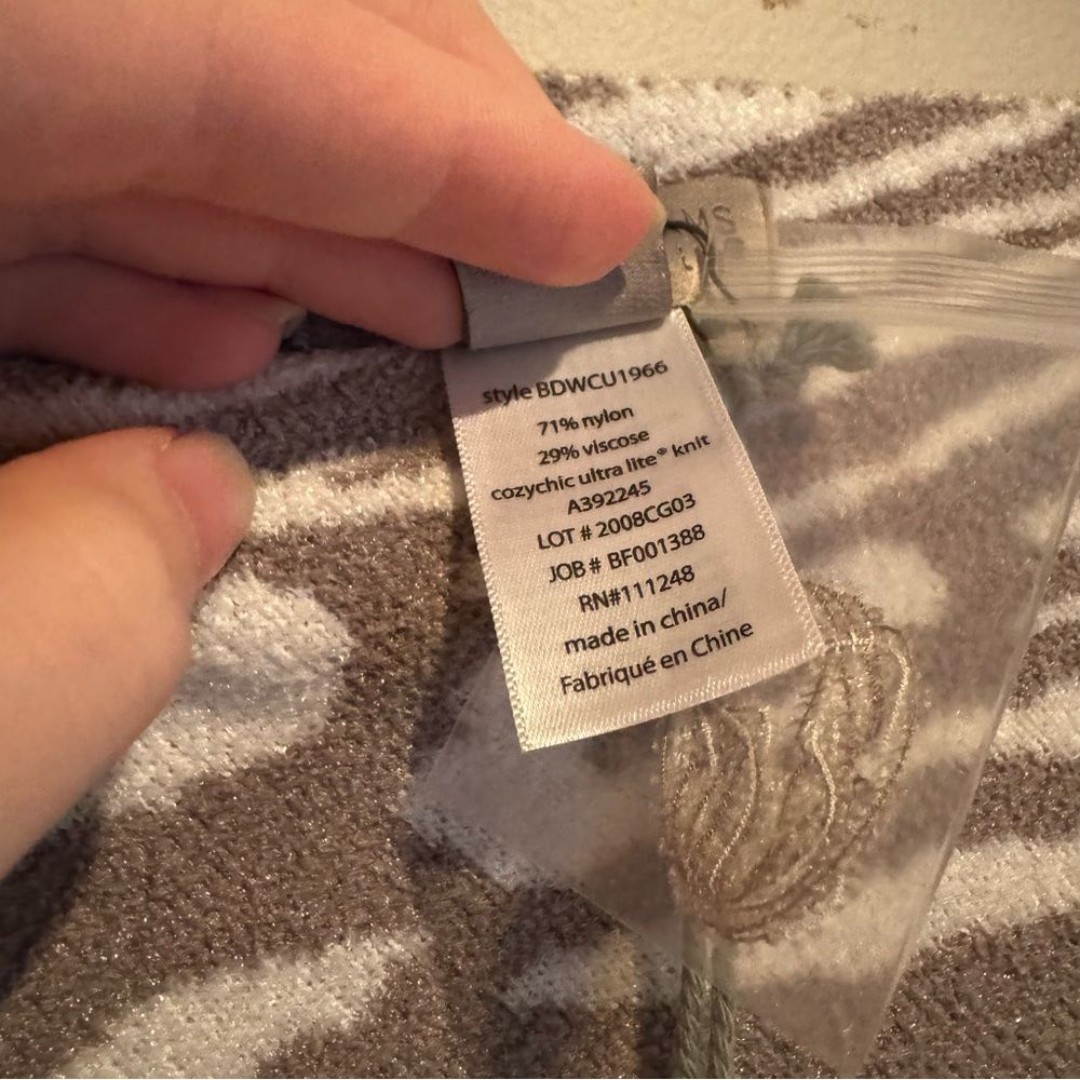 MS
style BDWCU1966
71% nylon
29% viscose
cozychic ultra lite® knit
A392245
LOT # 2008CG03
JOB # BF001388
RN#111248
made in china/
Fabriqué en Chine